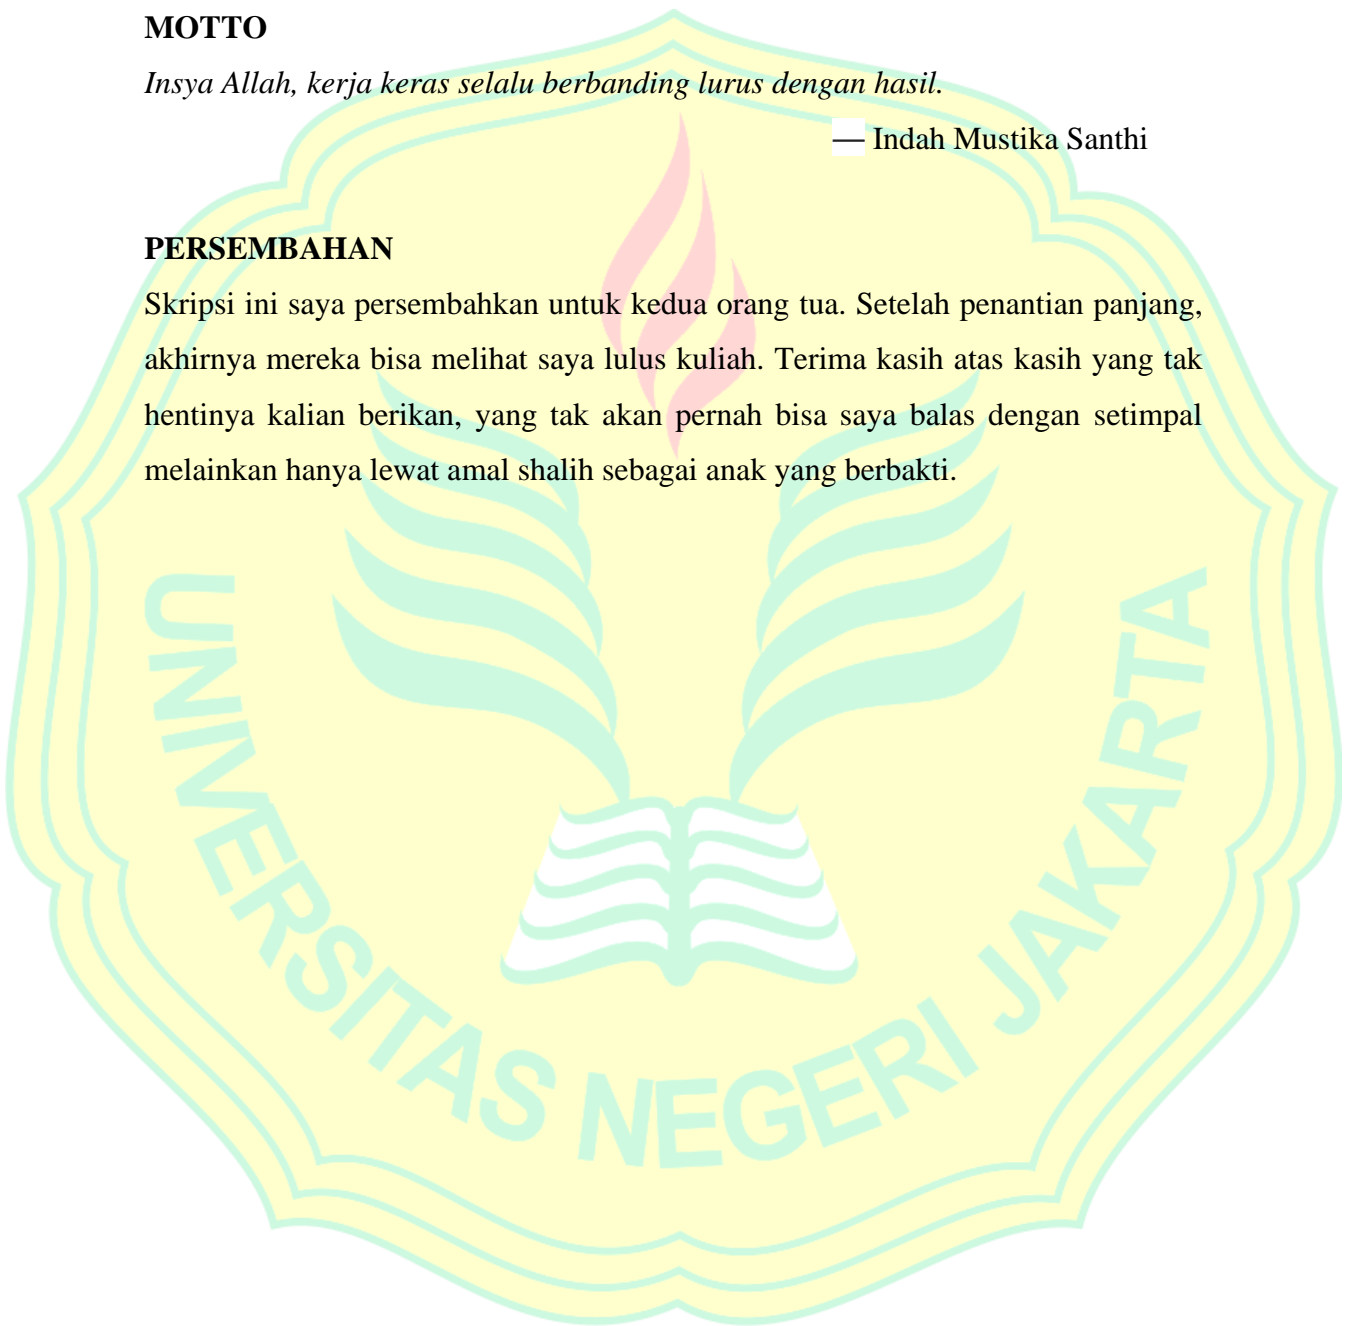 MOTTO
Insya Allah, kerja keras selalu berbanding lurus dengan hasil.
— Indah Mustika Santhi
PERSEMBAHAN
Skripsi ini saya persembahkan untuk kedua orang tua. Setelah penantian panjang,
akhirnya mereka bisa melihat saya lulus kuliah. Terima kasih atas kasih yang tak
hentinya kalian berikan, yang tak akan pernah bisa saya balas dengan setimpal
melainkan hanya lewat amal shalih sebagai anak yang berbakti.
UNIVERSITAS NEGERI JAKARTA